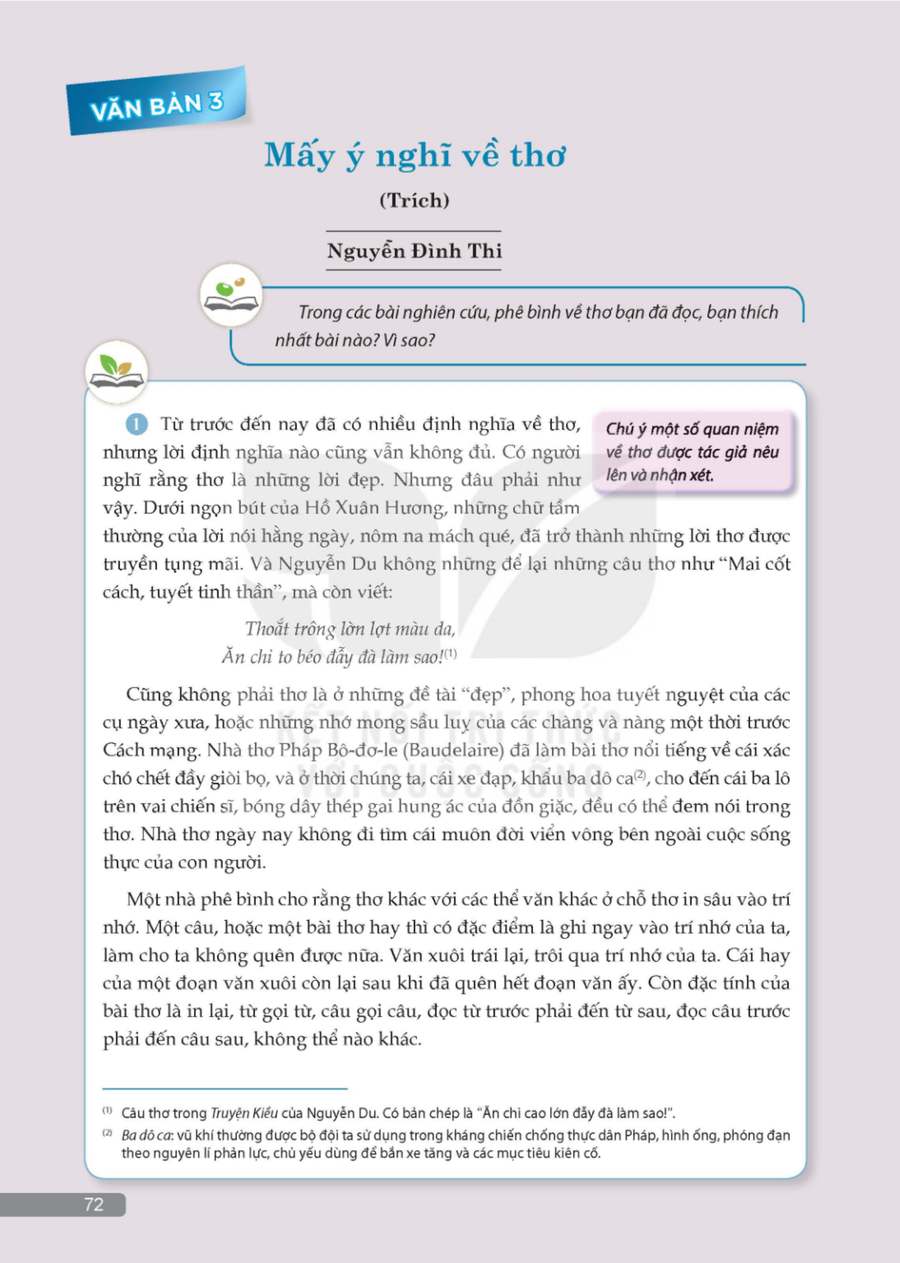 VĂN BẢN 3
Mấy ý nghĩ về thơ
(Trích)
Nguyễn Đình Thi
Trong các bài nghiên cứu, phê bình về thơ bạn đã đọc, bạn thích
nhất bài nào? Vì sao?
1 Từ trước đến nay đã có nhiều định nghĩa về thơ,
nhưng lời định nghĩa nào cũng vẫn không đủ. Có người
nghĩ rằng thơ là những lời đẹp. Nhưng đâu phải như
vậy. Dưới ngọn bút của Hồ Xuân Hương, những chữ tầm
thường của lời nói hằng ngày, nôm na mách qué, đã trở thành những lời thơ được
truyền tụng mãi. Và Nguyễn Du không những để lại những câu thơ như “Mai cốt
cách, tuyết tinh thần”, mà còn viết:
Chú ý một số quan niệm
về thơ được tác giả nêu
lên và nhận xét.
Thoắt trông lờn lợt màu da,
Ăn chi to béo đẫy đà làm sao!(1)
Cũng không phải thơ là ở những đề tài “đẹp”, phong hoa tuyết nguyệt của các
cụ ngày xưa, hoặc những nhớ mong sầu luỵ của các chàng và nàng một thời trước
Cách mạng. Nhà thơ Pháp Bô-đơ-le (Baudelaire) đã làm bài thơ nổi tiếng về cái xác
chó chết đầy giòi bọ, và ở thời chúng ta, cái xe đạp, khẩu ba dô ca(2), cho đến cái ba lô
trên vai chiến sĩ, bóng dây thép gai hung ác của đồn giặc, đều có thể đem nói trong
thơ. Nhà thơ ngày nay không đi tìm cái muôn đời viển vông bên ngoài cuộc sống
thực của con người.
Một nhà phê bình cho rằng thơ khác với các thể văn khác ở chỗ thơ in sâu vào trí
nhớ. Một câu, hoặc một bài thơ hay thì có đặc điểm là ghi ngay vào trí nhớ của ta,
làm cho ta không quên được nữa. Văn xuôi trái lại, trôi qua trí nhớ của ta. Cái hay
của một đoạn văn xuôi còn lại sau khi đã quên hết đoạn văn ấy. Còn đặc tính của
bài thơ là in lại, từ gọi từ, câu gọi câu, đọc từ trước phải đến từ sau, đọc câu trước
phải đến câu sau, không thể nào khác.
KẾT NỐI TRI THỨC
VỚI CUỘC SỐNG
(1) Câu thơ trong Truyện Kiều của Nguyễn Du. Có bản chép là “Ăn chi cao lớn đẫy đà làm sao!”.
(2) Ba dô ca: vũ khí thường được bộ đội ta sử dụng trong kháng chiến chống thực dân Pháp, hình ống, phóng đạn
theo nguyên lí phản lực, chủ yếu dùng để bắn xe tăng và các mục tiêu kiên cố.
72